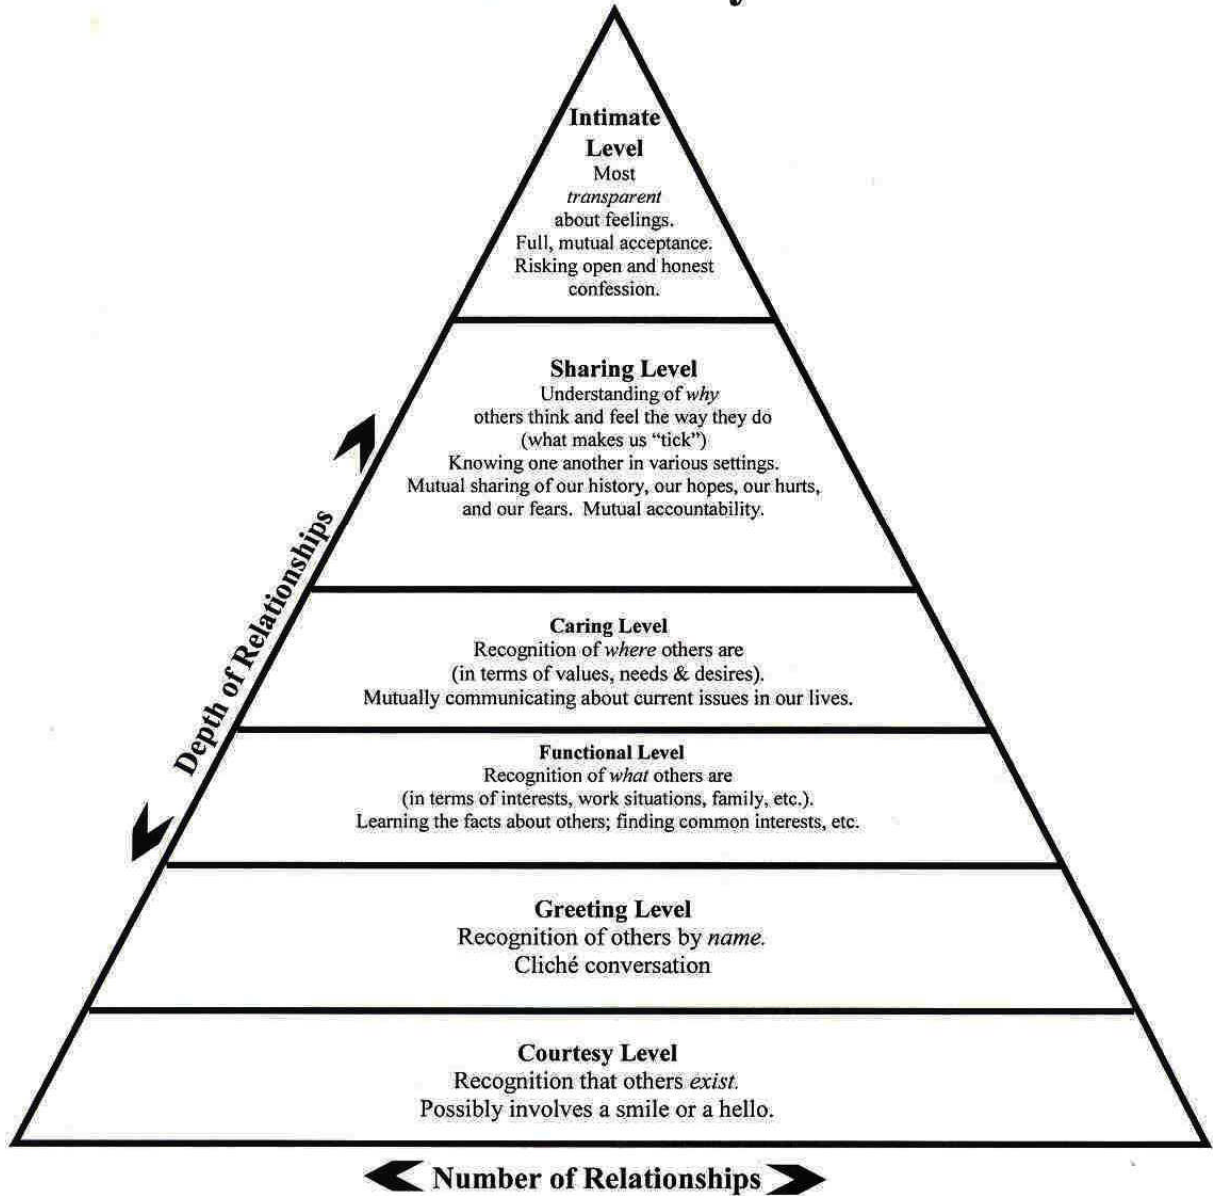 Intimate
Level
Most
transparent
about feelings.
Full, mutual acceptance.
Risking open and honest
confession.
Sharing Level
Understanding of why
others think and feel the way they do
(what makes us “tick”)
Knowing one another in various settings.
Mutual sharing of our history, our hopes, our hurts,
and our fears. Mutual accountability.
Depth of Relationships
Caring Level
Recognition of where others are
(in terms of values, needs & desires).
Mutually communicating about current issues in our lives.
Functional Level
Recognition of what others are
(in terms of interests, work situations, family, etc.).
Learning the facts about others; finding common interests, etc.
Greeting Level
Recognition of others by name.
Cliché conversation
Courtesy Level
Recognition that others exist.
Possibly involves a smile or a hello.
Number of Relationships